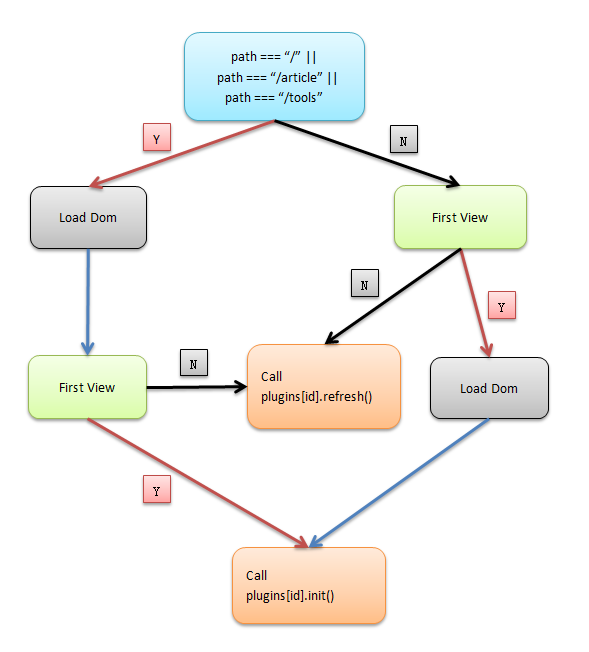 path === “/” ||
path === “/article” ||
path === “/tools”
Y
N
Load Dom
First View
N
Y
N
First View
Call
plugins[id].refresh()
Load Dom
Y
Call
plugins[id].init()